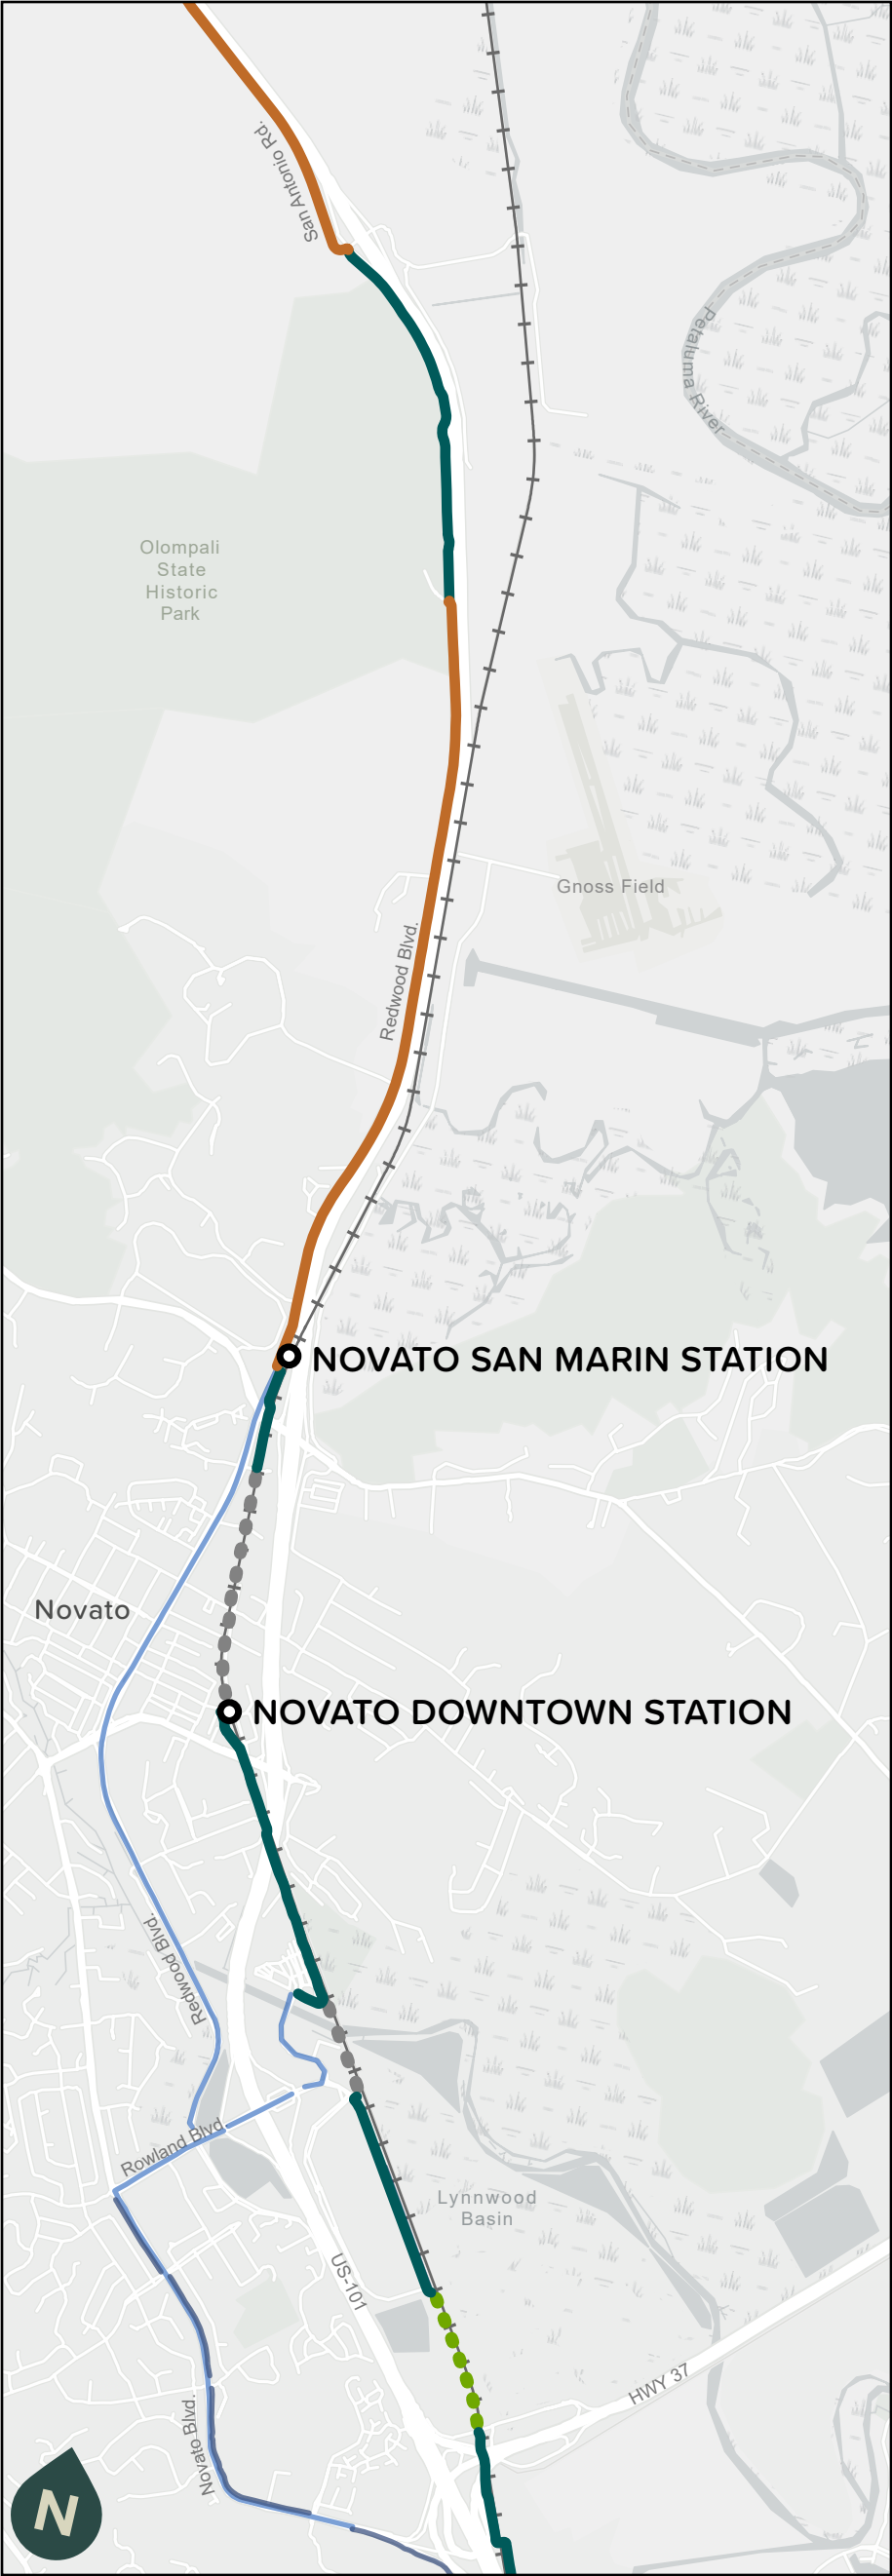 San Antonio Rd.
Petaluma River
Olompali
State
Historic
Park
Gnoss Field
Redwood Blvd.
NOVATO SAN MARIN STATION
Novato
NOVATO DOWNTOWN STATION
Redwood Blvd.
Rowland Blvd
Lynnwood
Basin
US-101
HWY 37
Novato Blvd.
N